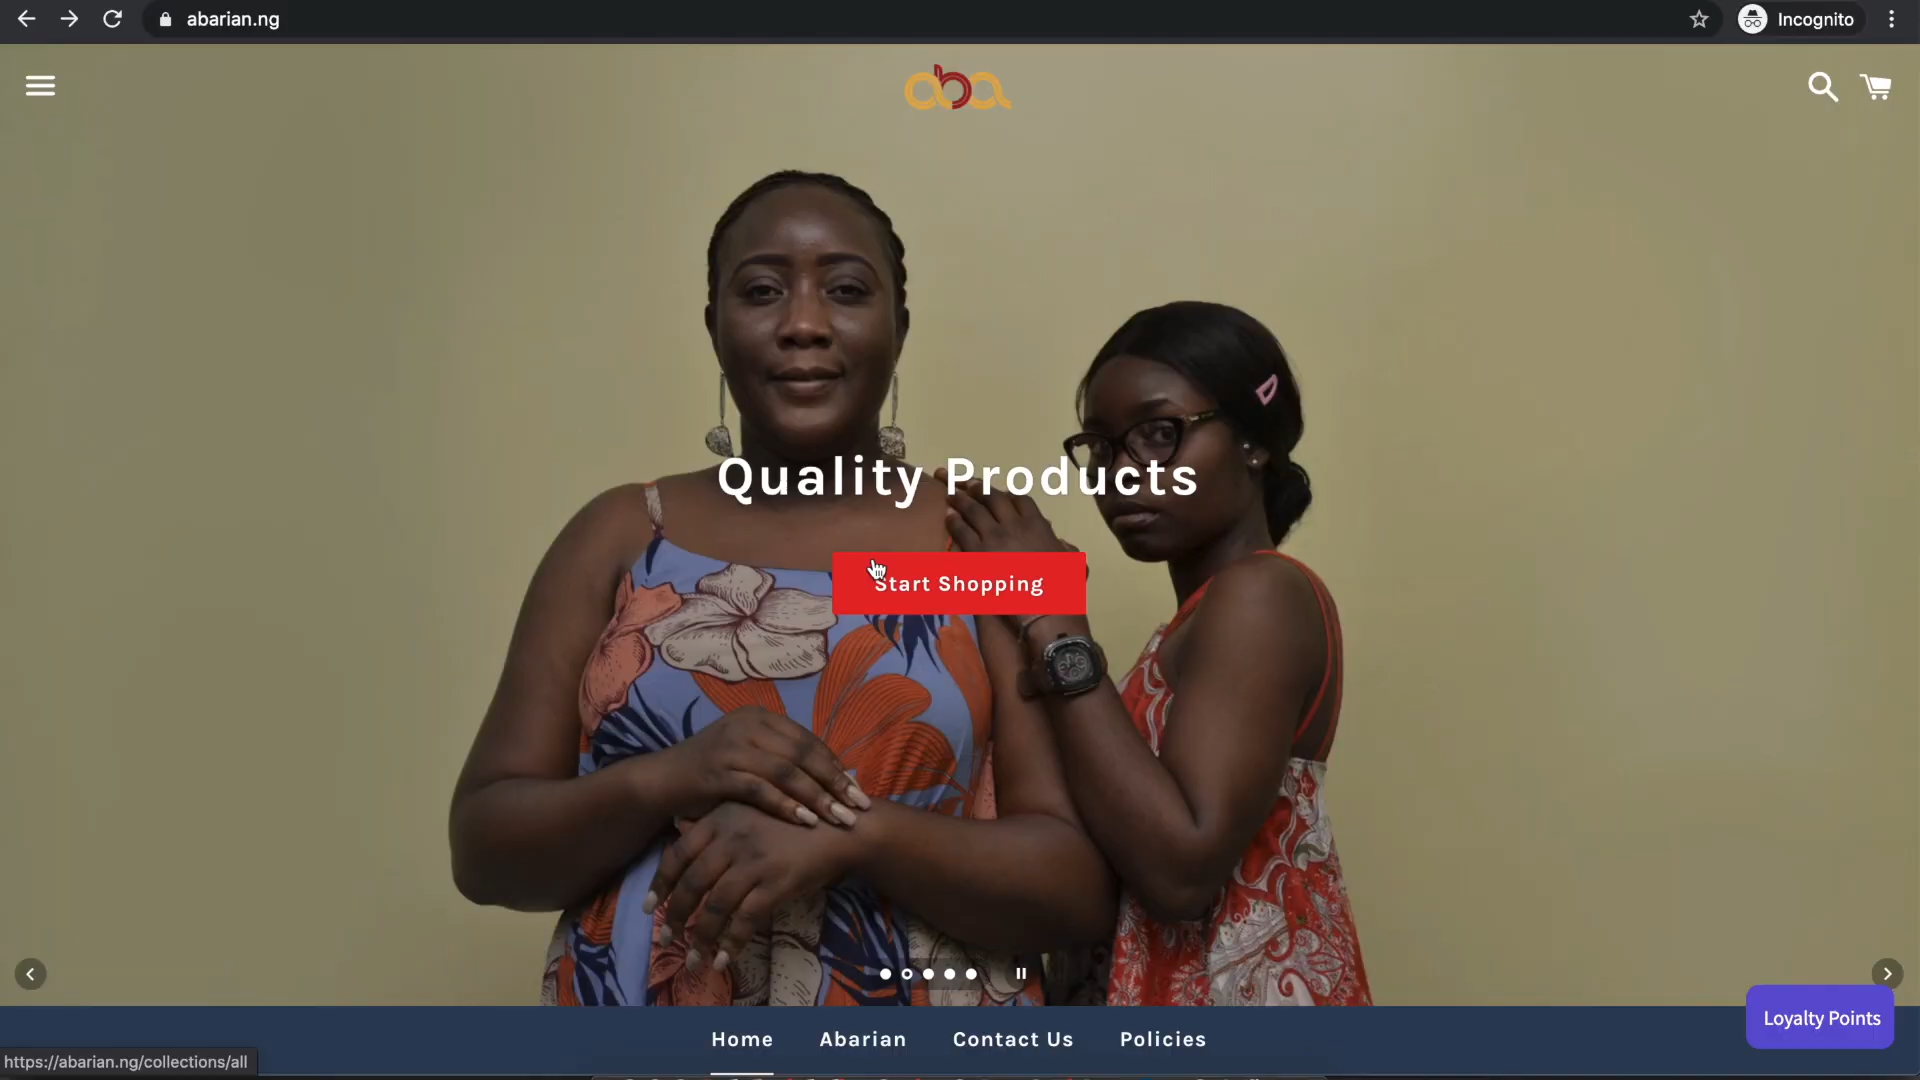 abarian.ng
Incognito
aba
Quality Products
Start Shopping
Home Abarian Contact Us Policies
Loyalty Points
https://abarian.ng/collections/all